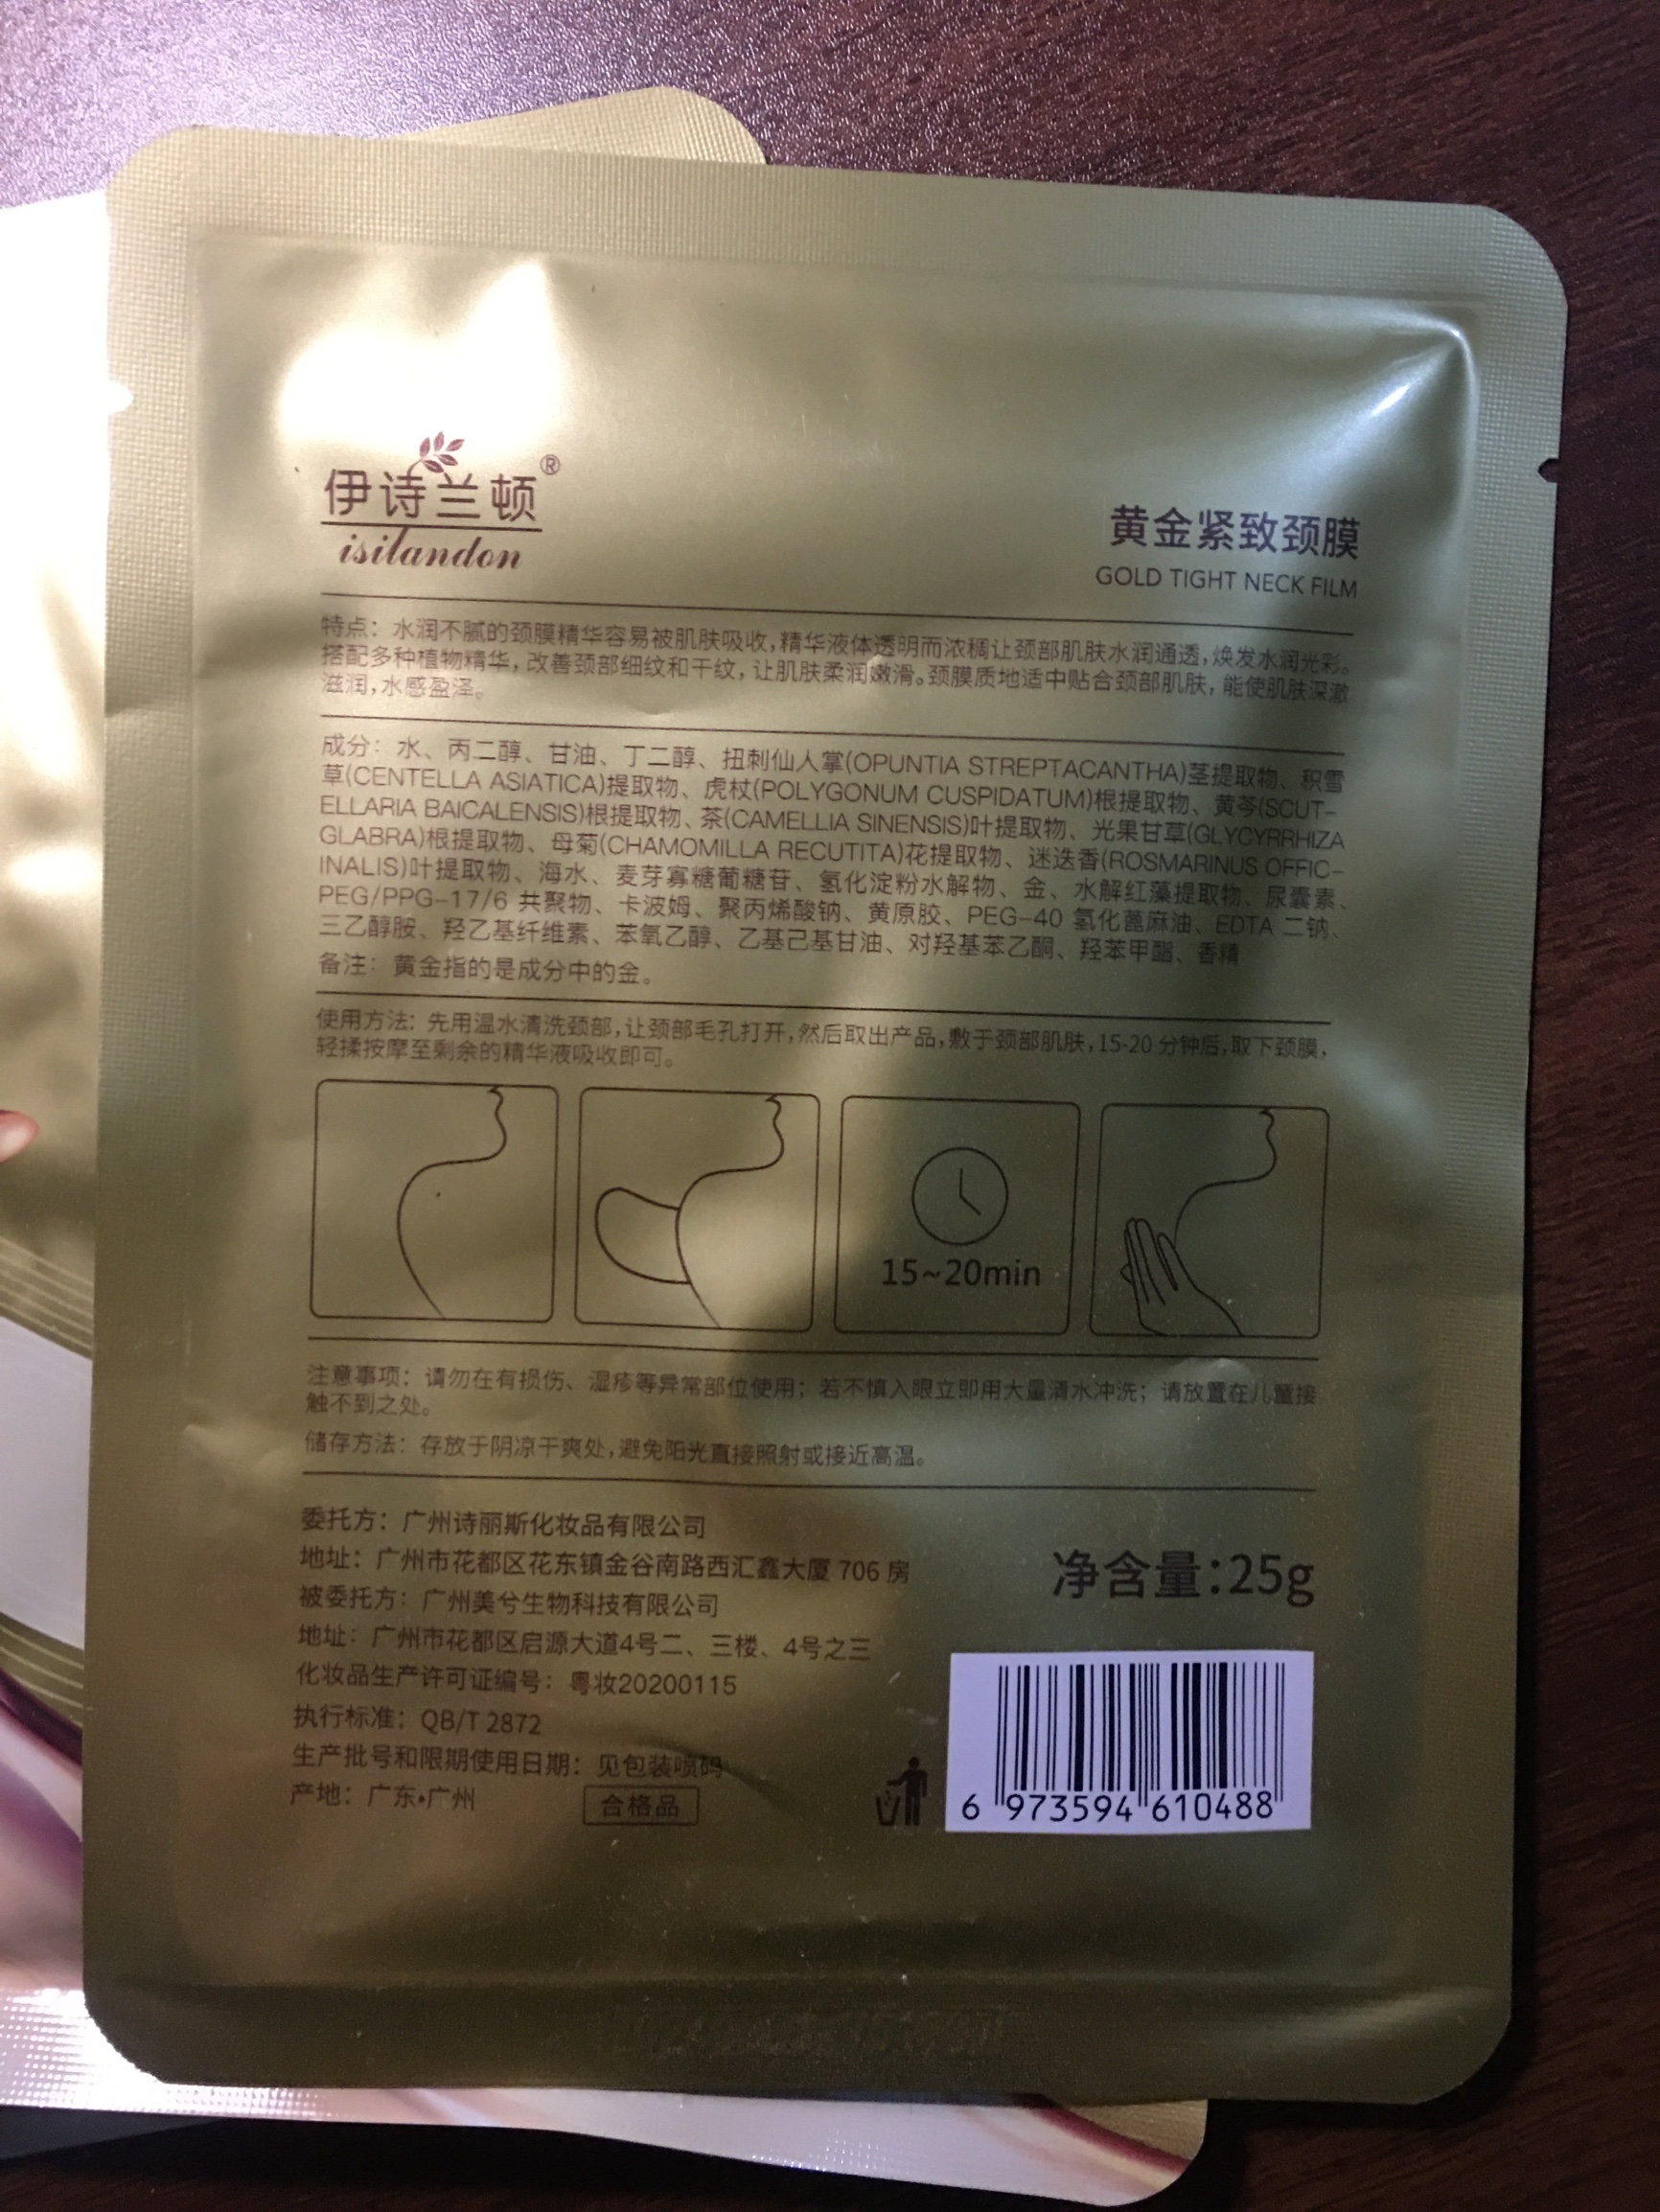 伊诗兰顿®
isilandon
黄金紧致颈膜
GOLD TIGHT NECK FILM
特点：水润不腻的颈膜精华容易被肌肤吸收，精华液体透明而浓稠让颈部肌肤水润通透，焕发水润光彩。
搭配多种植物精华，改善颈部细纹和干纹，让肌肤柔润嫩滑。颈膜质地适中贴合颈部肌肤，能使肌肤深澈
滋润，水感盈泽。
成分：水、丙二醇、甘油、丁二醇、扭刺仙人掌(OPUNTIA STREPTACANTHA)茎提取物、积雪
草(CENTELLA ASIATICA)提取物、虎杖(POLYGONUM CUSPIDATUM)根提取物、黄芩(SCUT-
ELLARIA BAICALENSIS)根提取物、茶(CAMELLIA SINENSIS)叶提取物、光果甘草(GLYCYRRHIZA
GLABRA)根提取物、母菊(CHAMOMILLA RECUTITA)花提取物、迷迭香(ROSMARINUS OFFIC-
INALIS)叶提取物、海水、麦芽寡糖葡糖苷、氢化淀粉水解物、金、水解红藻提取物、尿囊素、
PEG/PPG-17/6 共聚物、卡波姆、聚丙烯酸钠、黄原胶、PEG-40 氢化蓖麻油、EDTA 二钠、
三乙醇胺、羟乙基纤维素、苯氧乙醇、乙基己基甘油、对羟基苯乙酮、羟苯甲酯、香精
备注：黄金指的是成分中的金。
使用方法：先用温水清洗颈部，让颈部毛孔打开，然后取出产品，敷于颈部肌肤，15-20 分钟后，取下颈膜，
轻揉按摩至剩余的精华液吸收即可。
15~20min
注意事项：请勿在有损伤、湿疹等异常部位使用；若不慎入眼立即用大量清水冲洗；请放置在儿童接
触不到之处。
储存方法：存放于阴凉干爽处，避免阳光直接照射或接近高温。
委托方：广州诗丽斯化妆品有限公司
地址：广州市花都区花东镇金谷南路西汇鑫大厦 706 房
被委托方：广州美兮生物科技有限公司
地址：广州市花都区启源大道4号二、三楼、4号之三
化妆品生产许可证编号：粤妆20200115
执行标准：QB/T 2872
生产批号和限期使用日期：见包装喷码
产地：广东·广州
合格品
净含量：25g
6 973594 610488